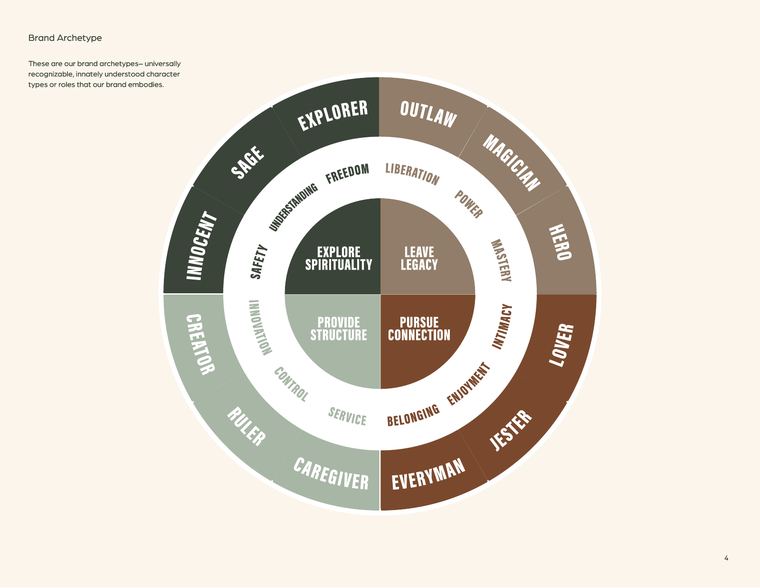 Brand Archetype
These are our brand archetypes– universally
recognizable, innately understood character
types or roles that our brand embodies.
EXPLORER
OUTLAW
MAGICIAN
HERO
LOVER
JESTER
EVERYMAN
CAREGIVER
RULER
CREATOR
INNOCENT
SAGE
FREEDOM
LIBERATION
POWER
MASTERY
INTIMACY
ENJOYMENT
BELONGING
SERVICE
CONTROL
INNOVATION
SAFETY
UNDERSTANDING
EXPLORE
SPIRITUALITY
LEAVE
LEGACY
PROVIDE
STRUCTURE
PURSUE
CONNECTION
4